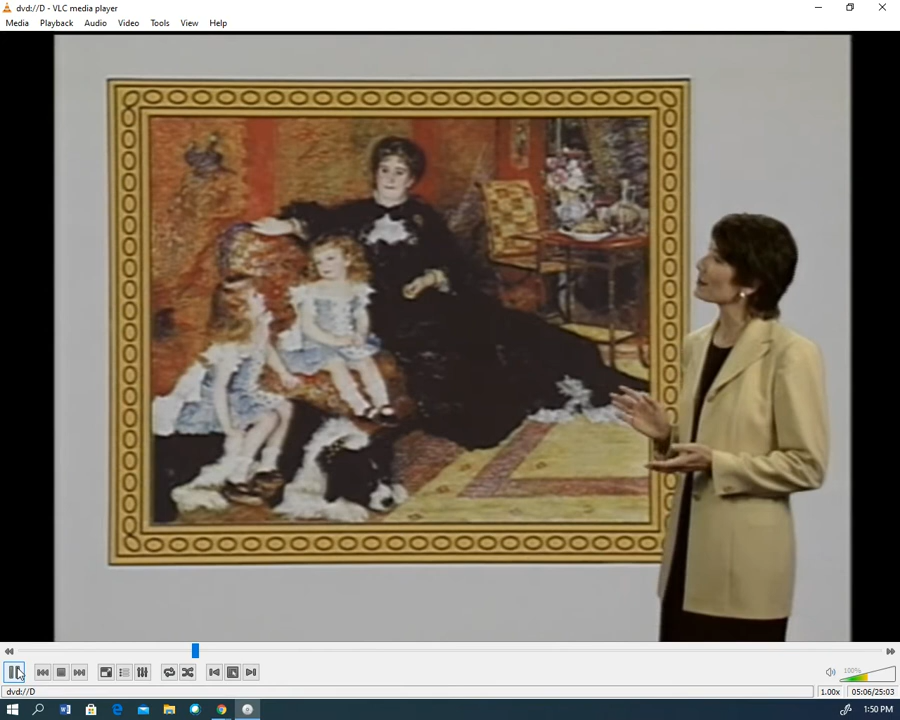 dvd://D - VLC media player
Media Playback Audio Video Tools View Help
100%
dvd://D 1.00x 05:06/25:03
1:50 PM